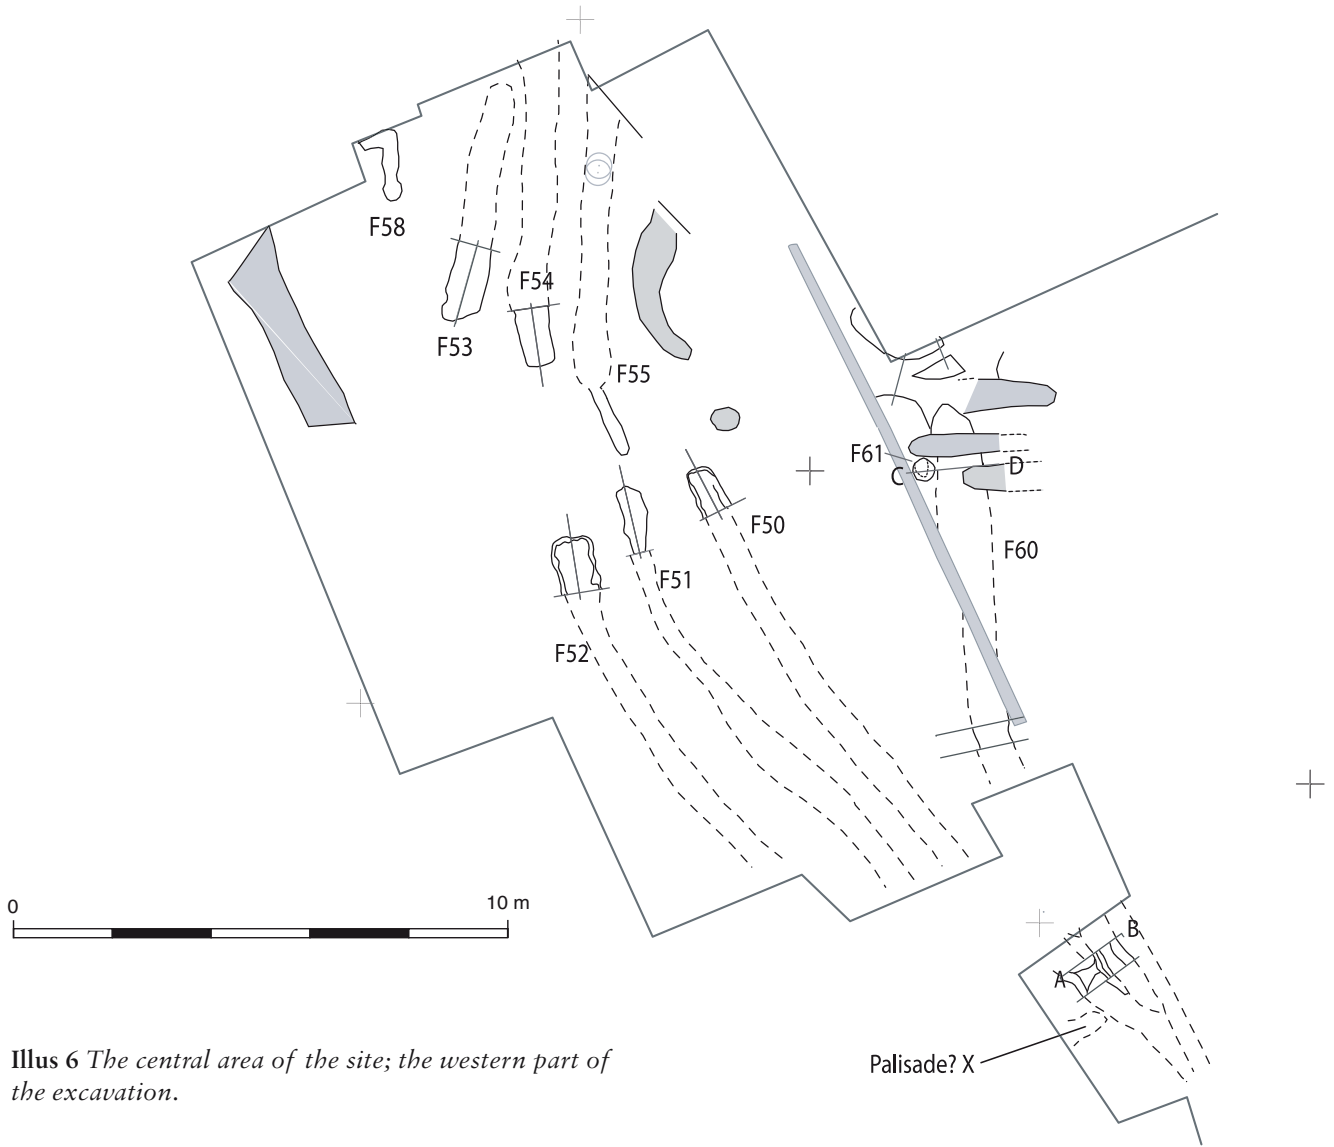 F58
F54
F53
F55
F61
C
D
F50
F60
F51
F52
0
10 m
B
A
Palisade? X
Illus 6 The central area of the site; the western part of
the excavation.